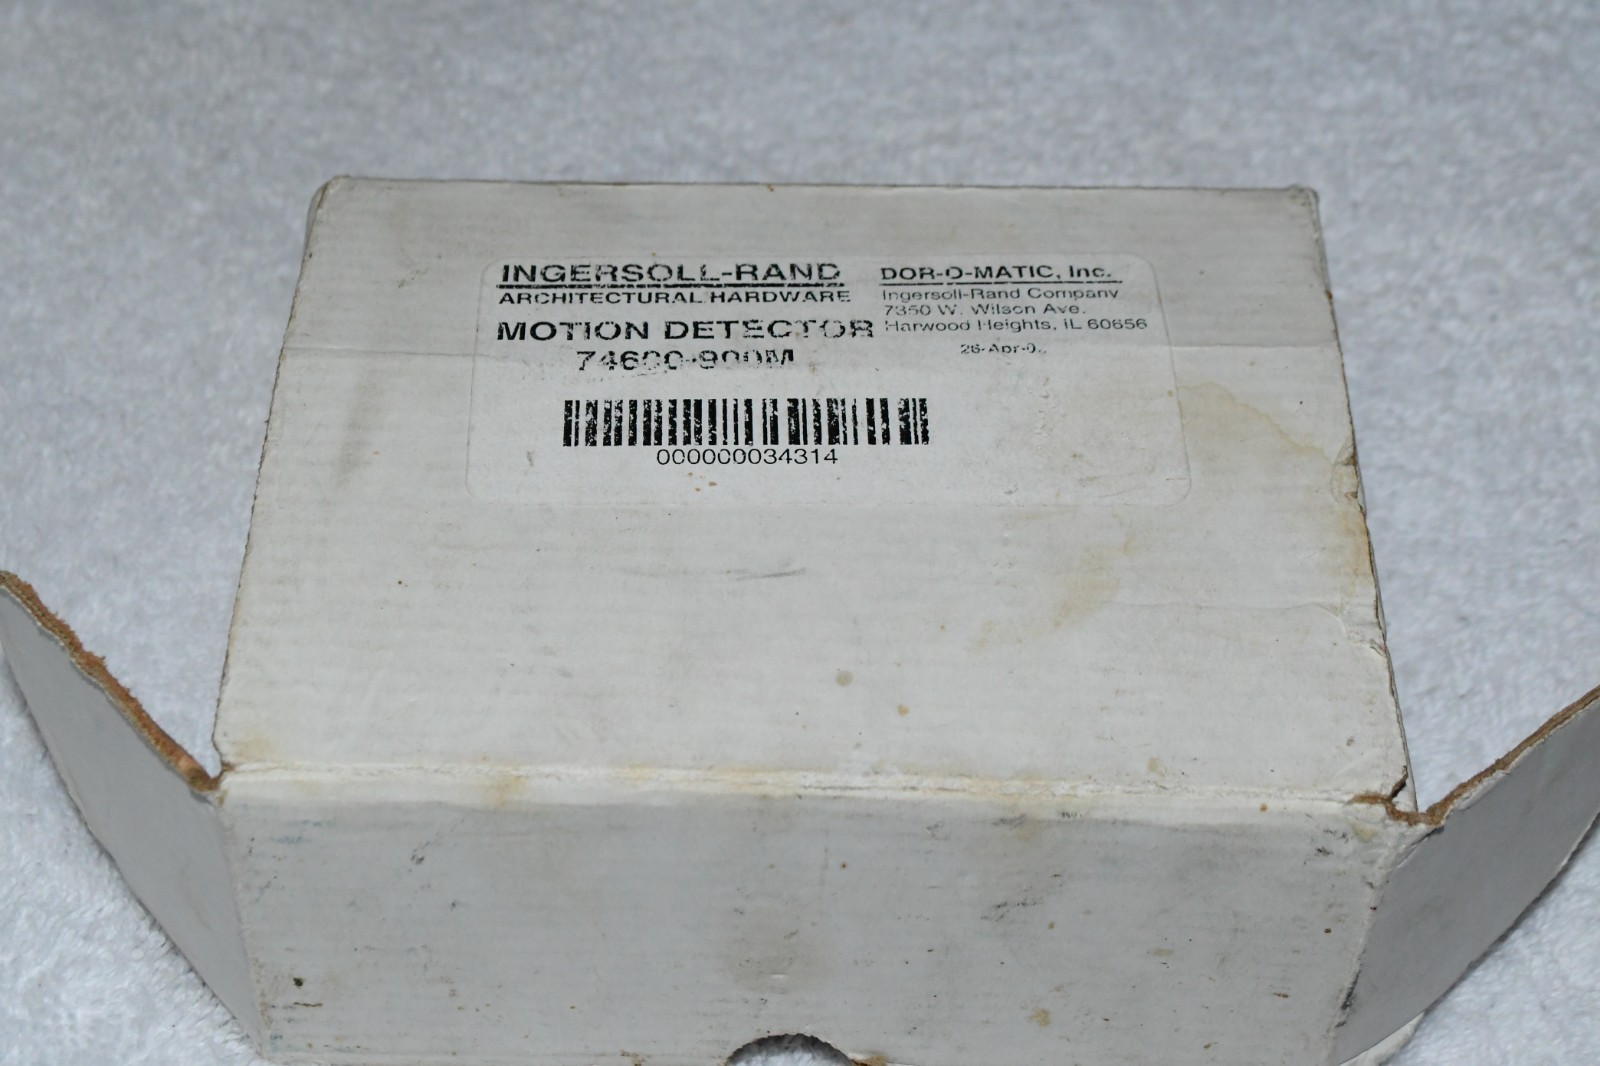 INGERSOLL-RAND
ARCHITECTURAL HARDWARE
MOTION DETECTOR
74600-900M
DOR-O-MATIC, Inc.
Ingersoll-Rand Company
7350 W. Wilson Ave.
Harwood Heights, IL 60656
000000034314